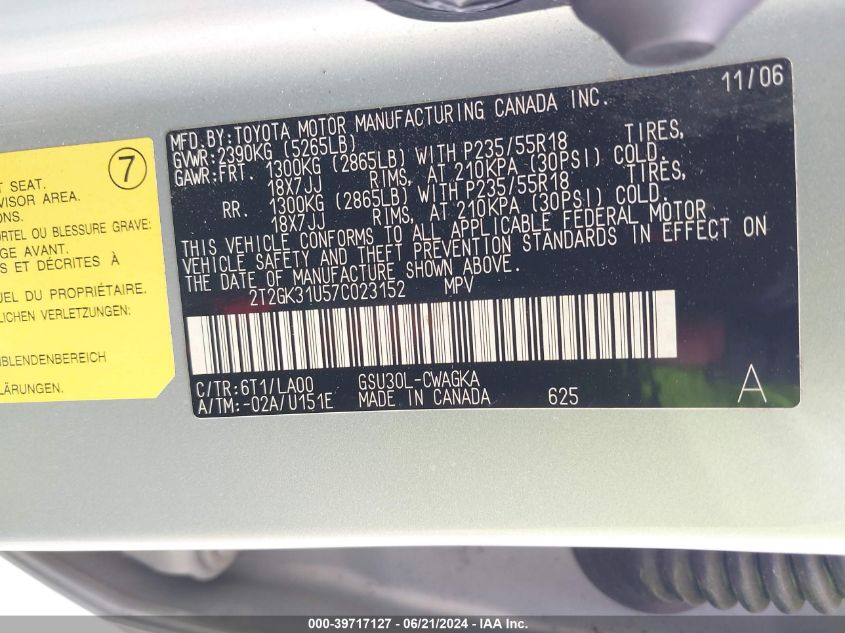 7
T SEAT.
VISOR AREA.
ONS.
ORTEL OU BLESSURE GRAVE:
GE AVANT.
S ET DÉCRITES À
UEL DU PROPRIÉTAIRE.
LICHEN VERLETZUNGEN:
NBLENDENBEREICH
LÄRKA.
11/06
MFD.BY:TOYOTA MOTOR MANUFACTURING CANADA INC.
GVWR:2390KG (5265LB)
GAWR:FRT. 1300KG (2865LB) WITH P235/55R18 TIRES,
18X7JJ RIMS, AT 210KPA (30PSI) COLD.
RR. 1300KG (2865LB) WITH P235/55R18 TIRES,
18X7JJ RIMS, AT 210KPA (30PSI) COLD.
THIS VEHICLE CONFORMS TO ALL APPLICABLE FEDERAL MOTOR
VEHICLE SAFETY AND THEFT PREVENTION STANDARDS IN EFFECT ON
THE DATE OF MANUFACTURE SHOWN ABOVE.
2T2GK31U57C023152 MPV
C/TR:6T1/LA00 GSU30L-CWAGKA
A/TM:-02A/U151E MADE IN CANADA 625
A
000-39717127 - 06/21/2024 - IAA Inc.